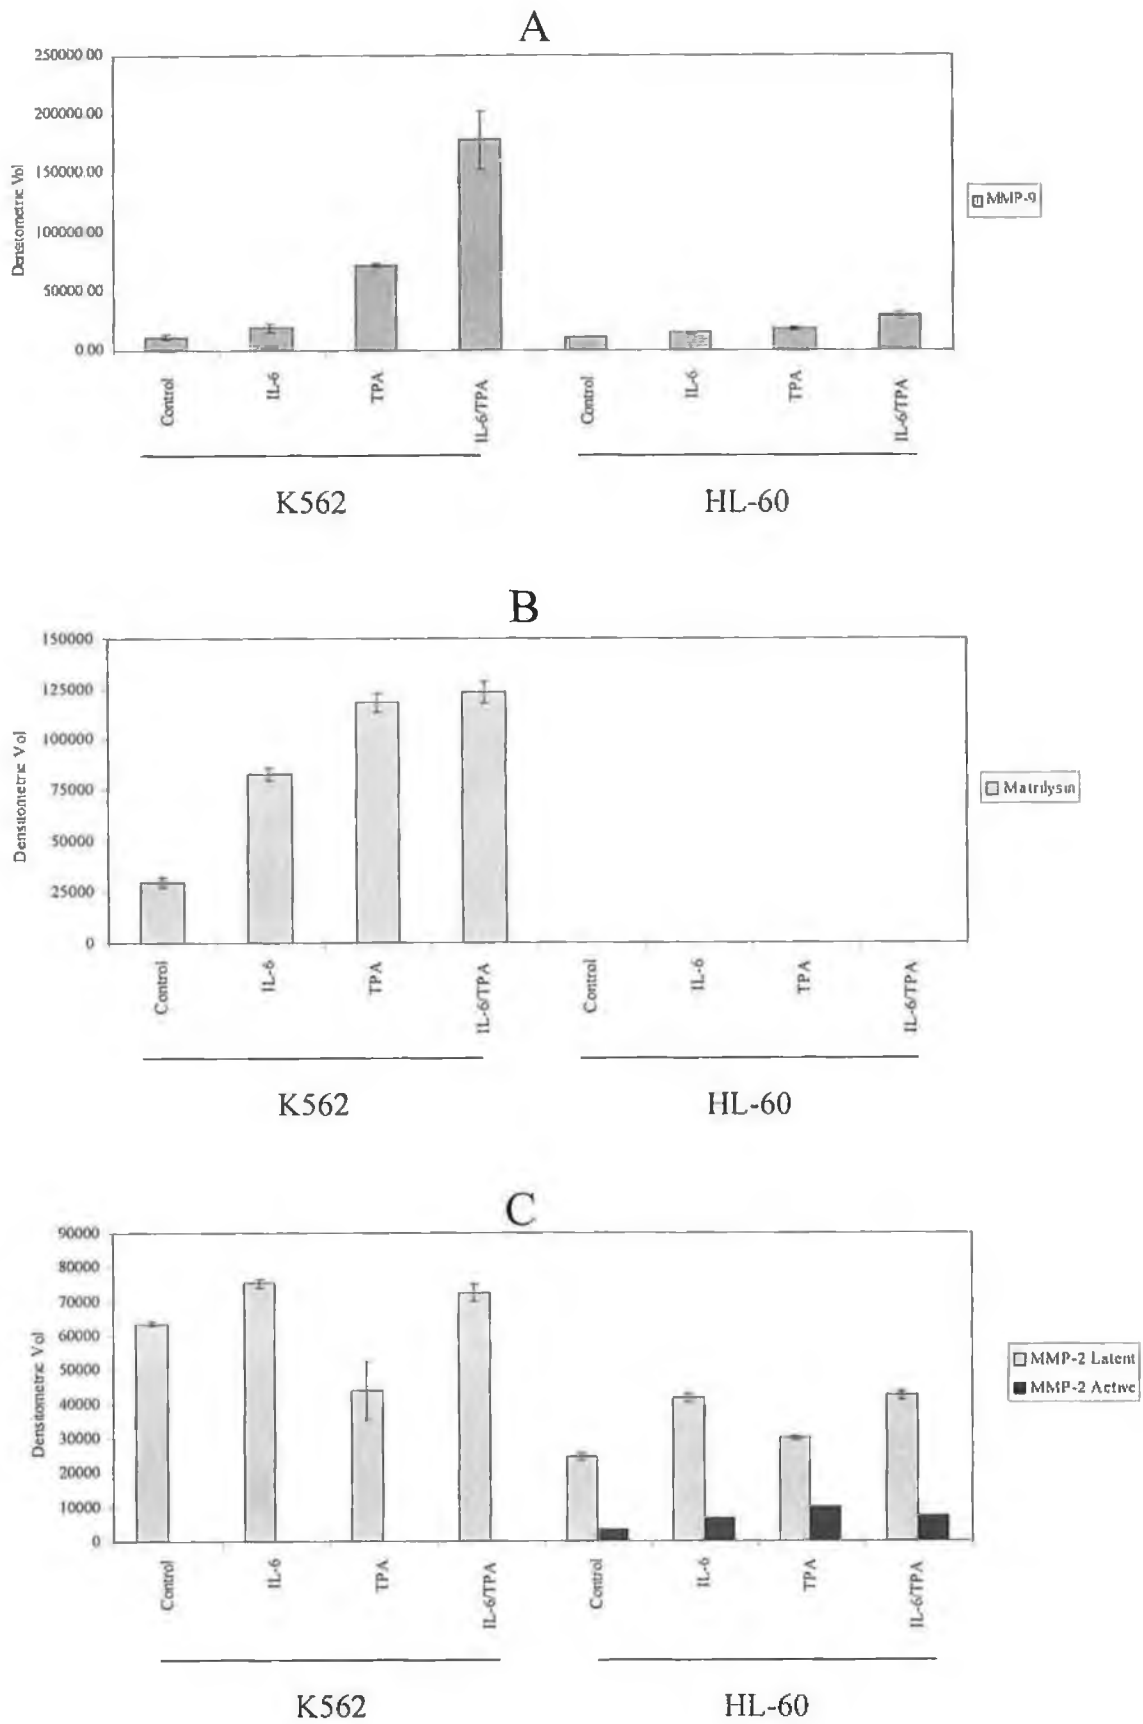 A
250000.00
200000.00
150000.00
100000.00
50000.00
0.00
Densitometric Vol
Control
IL-6
TPA
IL-6/TPA
Control
IL-6
TPA
IL-6/TPA
K562
HL-60
MMP-9
B
150000
125000
100000
75000
50000
25000
0
Densitometric Vol
Control
IL-6
TPA
IL-6/TPA
Control
IL-6
TPA
IL-6/TPA
K562
HL-60
Matrilysin
C
90000
80000
70000
60000
50000
40000
30000
20000
10000
0
Densitometric Vol
Control
IL-6
TPA
IL-6/TPA
Control
IL-6
TPA
IL-6/TPA
K562
HL-60
MMP-2 Latent
MMP-2 Active